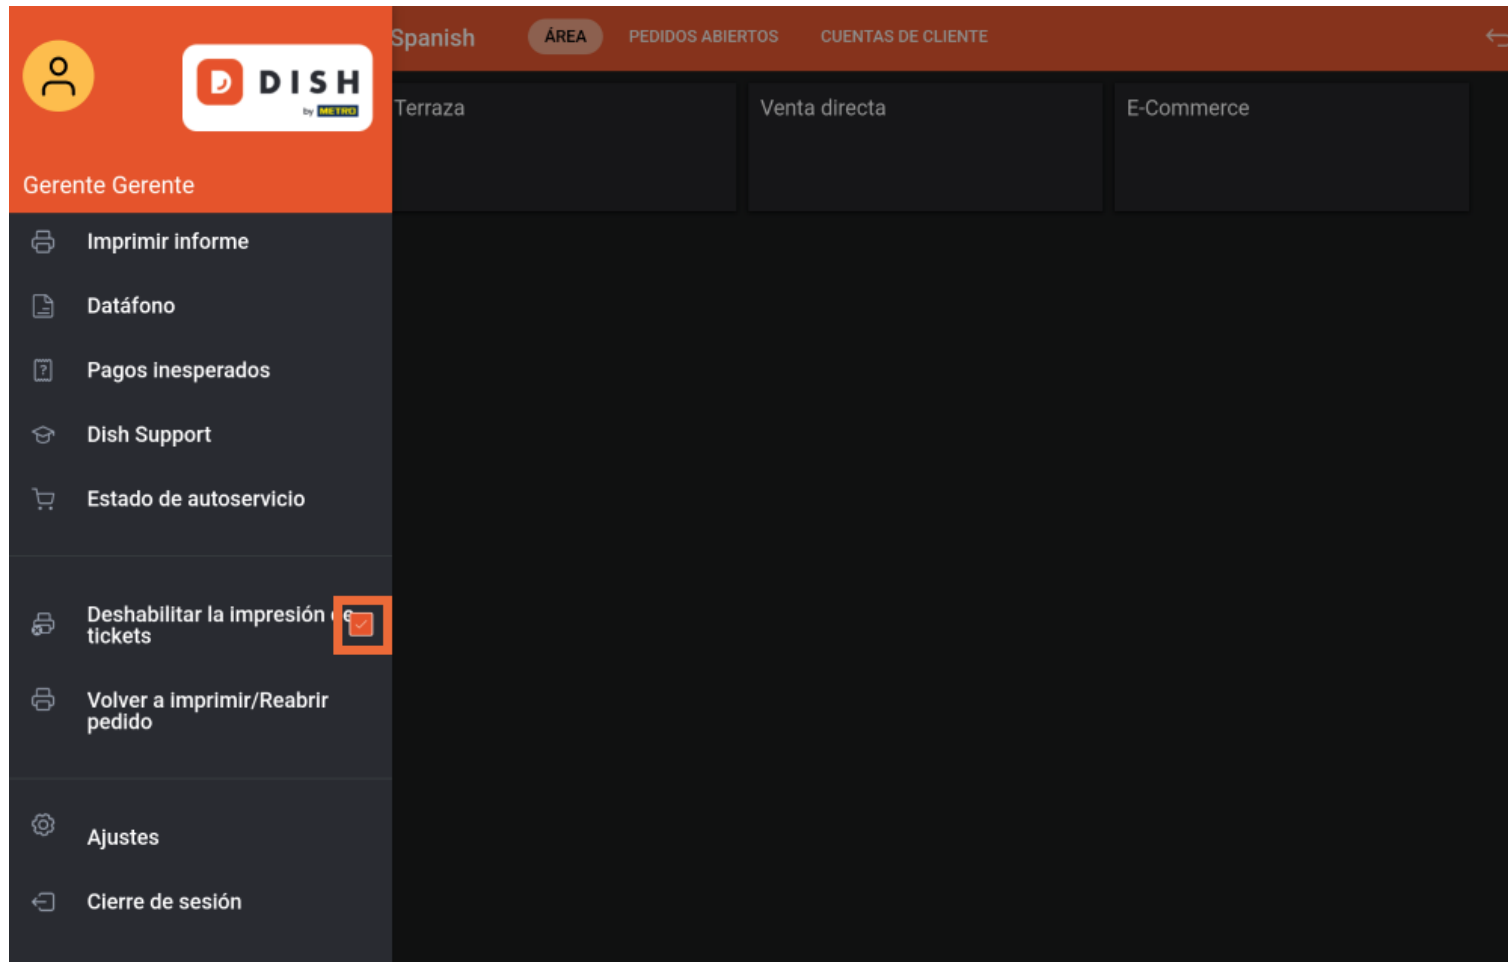 Spanish
ÁREA
PEDIDOS ABIERTOS
CUENTAS DE CLIENTE
DISH
by METRO
Gerente Gerente
Terraza
Venta directa
E-Commerce
Imprimir informe
Datáfono
Pagos inesperados
Dish Support
Estado de autoservicio
Deshabilitar la impresión de
tickets
Volver a imprimir/Reabrir
pedido
Ajustes
Cierre de sesión